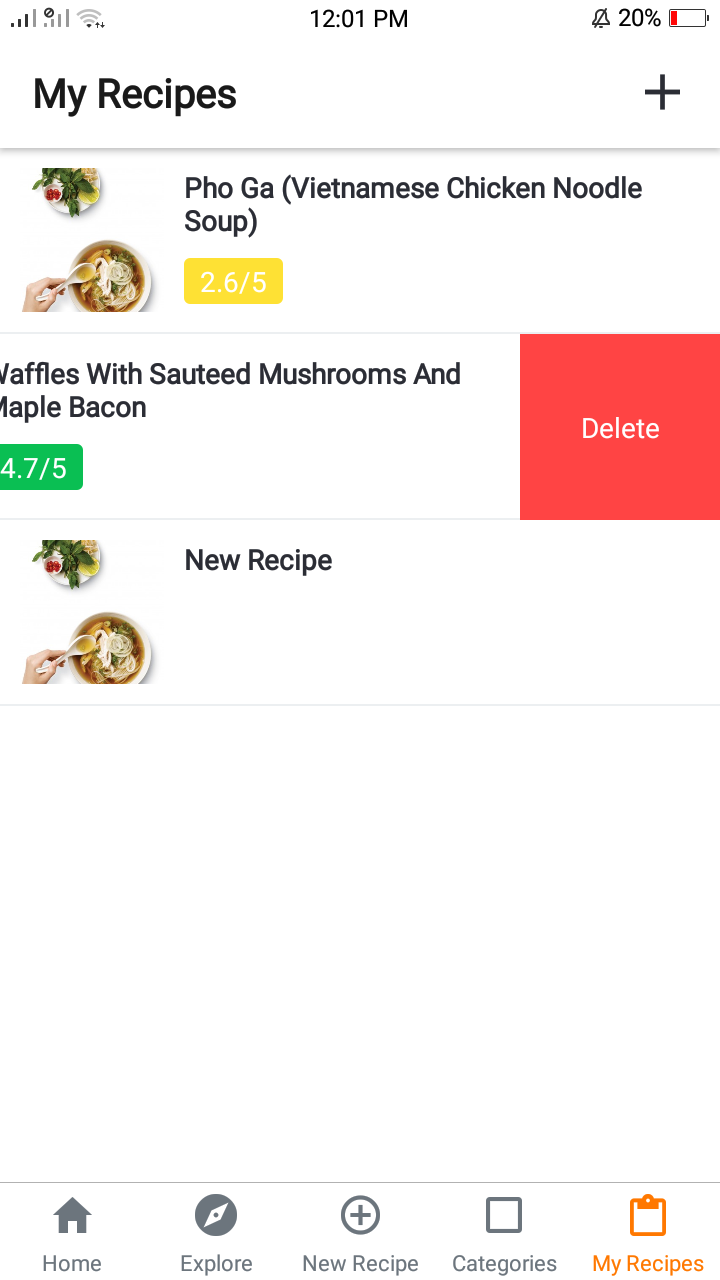 12:01 PM
20%
My Recipes
Pho Ga (Vietnamese Chicken Noodle
Soup)
2.6/5
Waffles With Sauteed Mushrooms And
Maple Bacon
4.7/5
Delete
New Recipe
Home
Explore
New Recipe
Categories
My Recipes